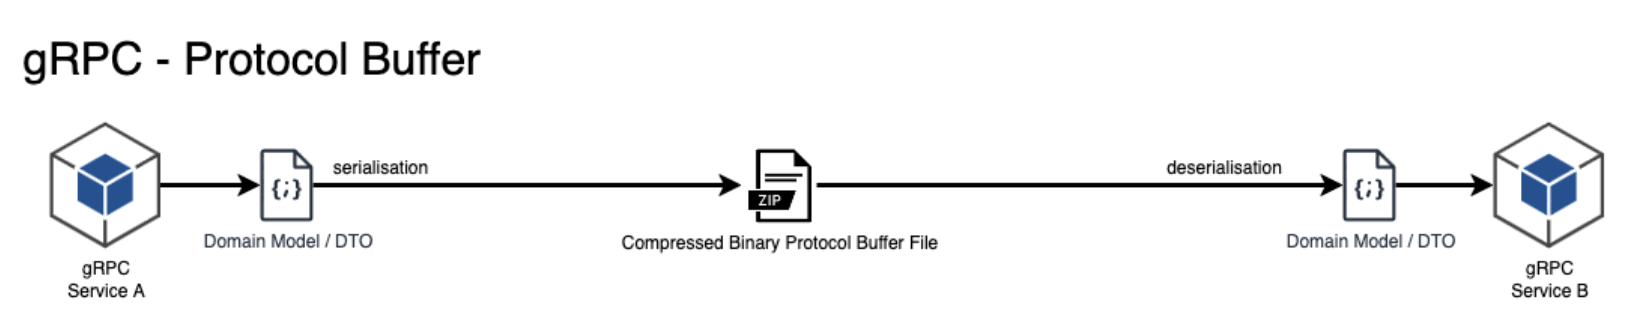 gRPC - Protocol Buffer
serialisation
deserialisation
{;}
ZIP
{;}
Domain Model / DTO
Compressed Binary Protocol Buffer File
Domain Model / DTO
gRPC
Service A
gRPC
Service B